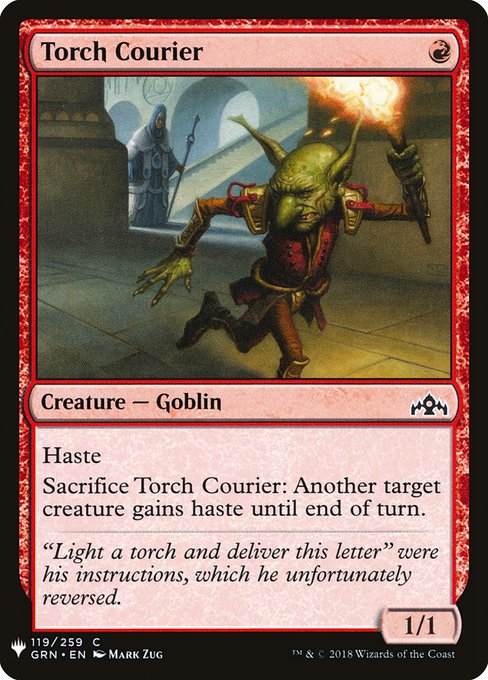 Torch Courier
Creature — Goblin
Haste
Sacrifice Torch Courier: Another target
creature gains haste until end of turn.
“Light a torch and deliver this letter” were
his instructions, which he unfortunately
reversed.
1/1
119/259 C
GRN • EN Mark Zug
™ & © 2018 Wizards of the Coast